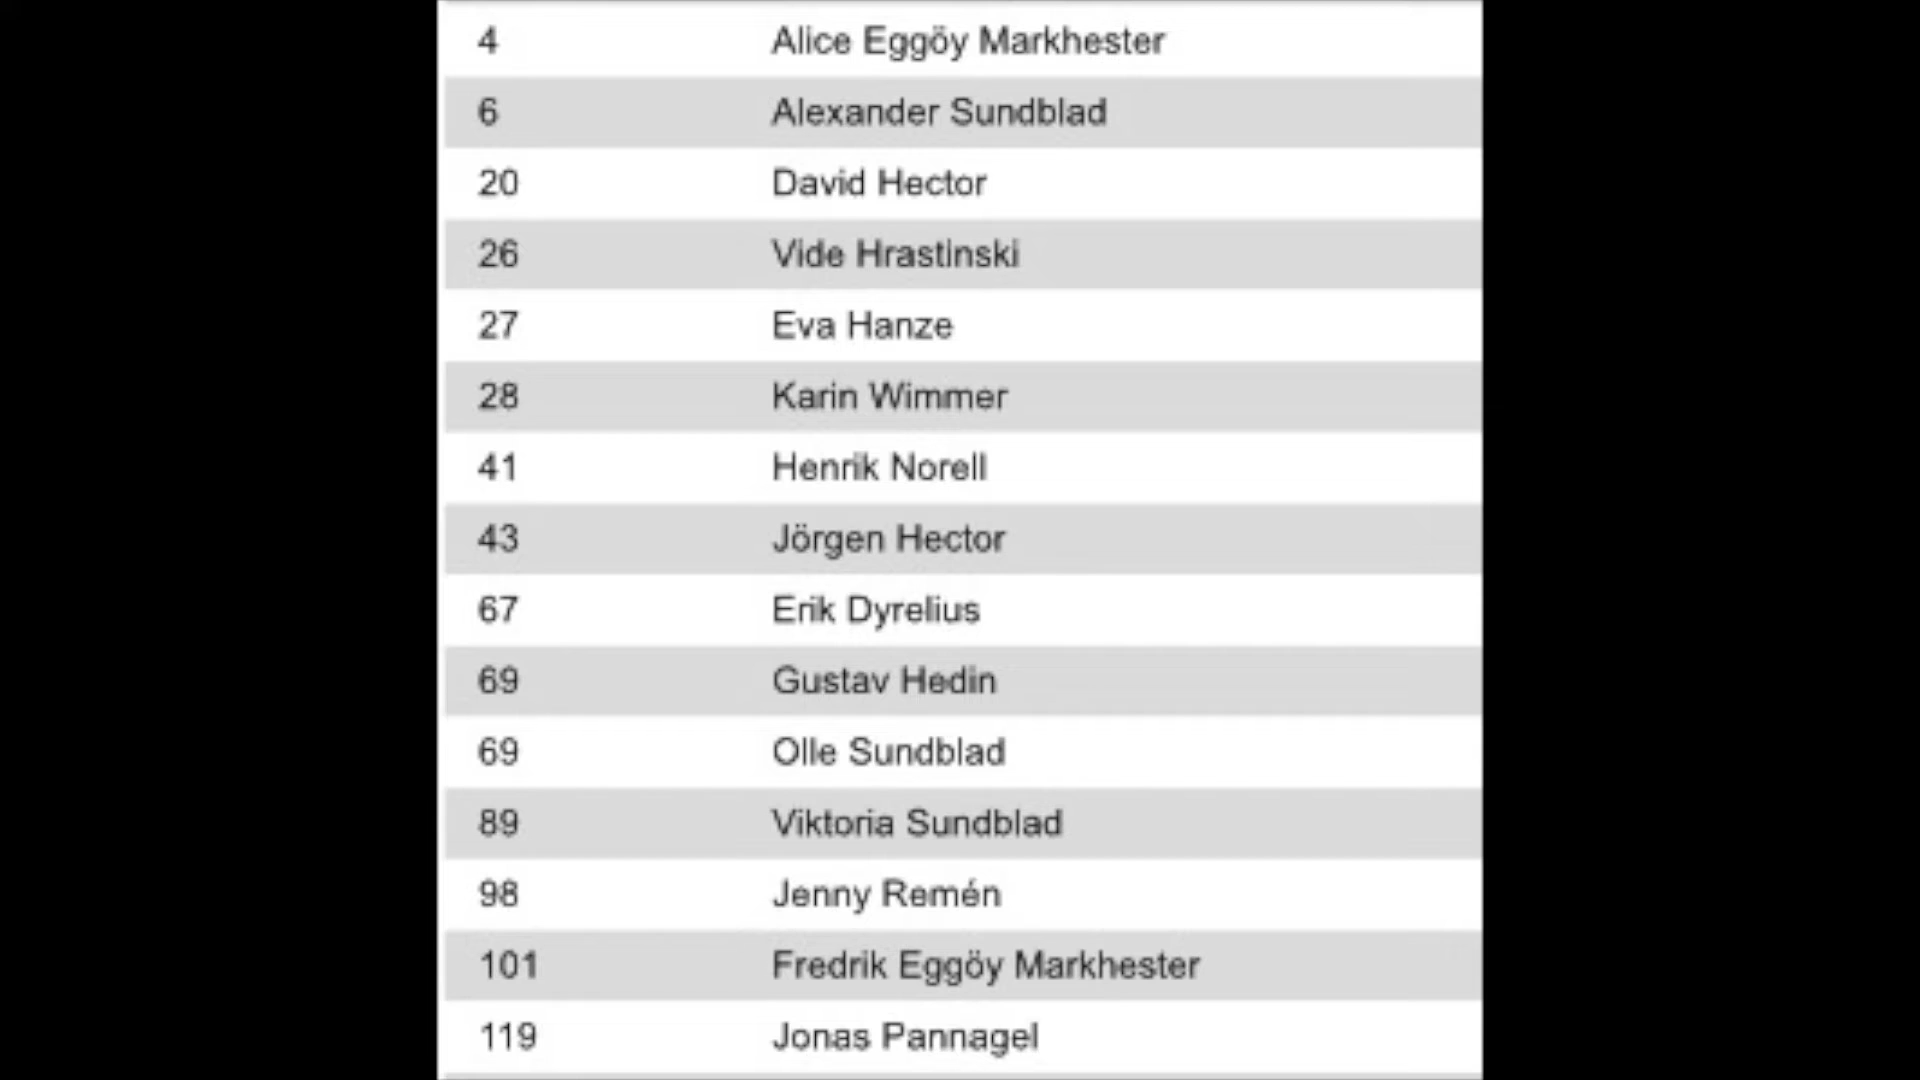 4 Alice Eggöy Markhester
6 Alexander Sundblad
20 David Hector
26 Vide Hrastinski
27 Eva Hanze
28 Karin Wimmer
41 Henrik Norell
43 Jörgen Hector
67 Erik Dyrelius
69 Gustav Hedin
69 Olle Sundblad
89 Viktoria Sundblad
98 Jenny Remén
101 Fredrik Eggöy Markhester
119 Jonas Pannagel